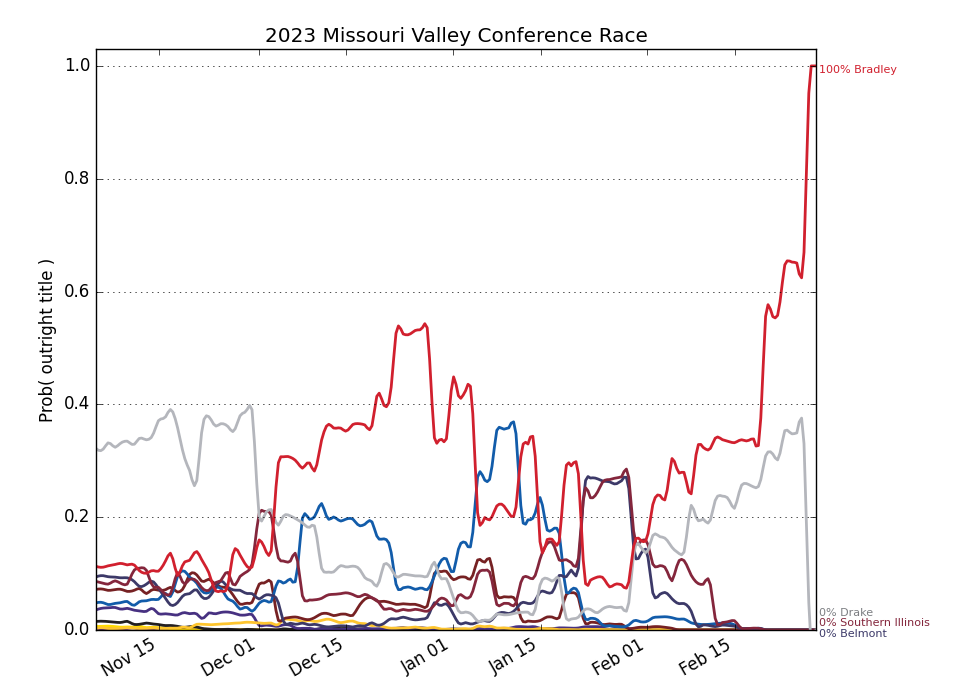 2023 Missouri Valley Conference Race
Prob( outright title )
1.0
0.8
0.6
0.4
0.2
0.0
100% Bradley
0% Drake
0% Southern Illinois
0% Belmont
Nov 15
Dec 01
Dec 15
Jan 01
Jan 15
Feb 01
Feb 15